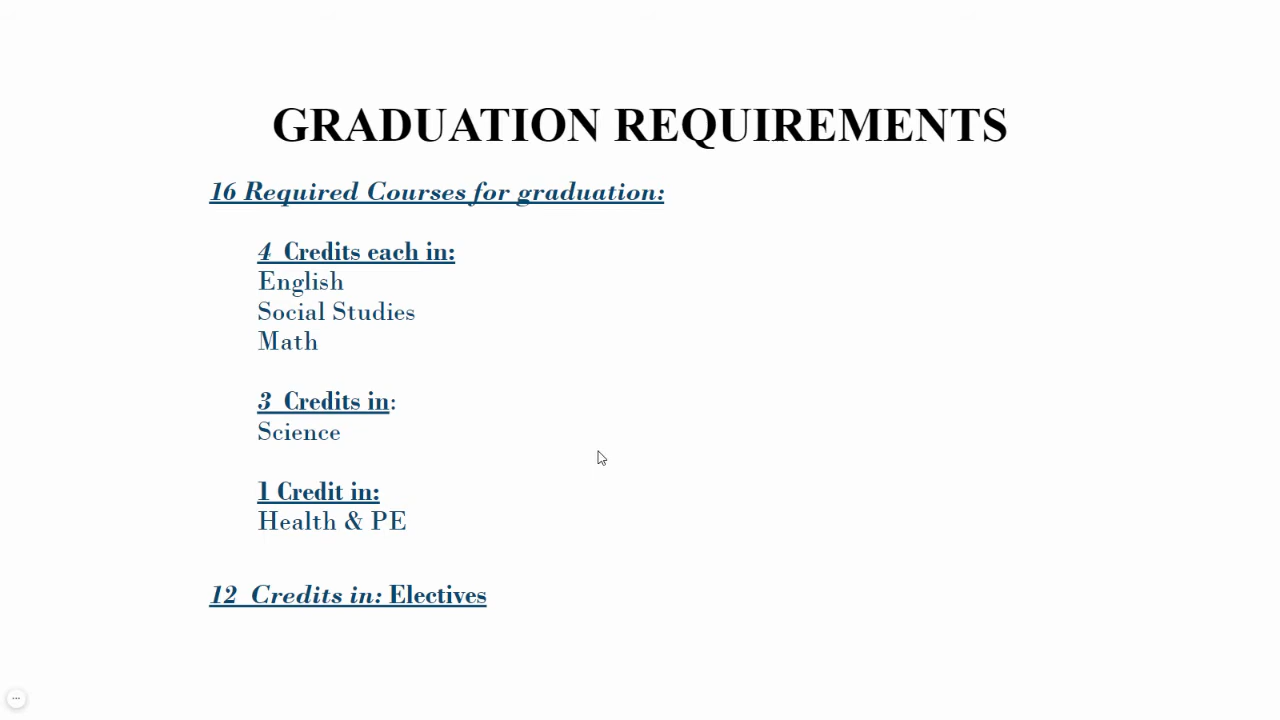 GRADUATION REQUIREMENTS
16 Required Courses for graduation:
4 Credits each in:
English
Social Studies
Math
3 Credits in:
Science
1 Credit in:
Health & PE
12 Credits in: Electives